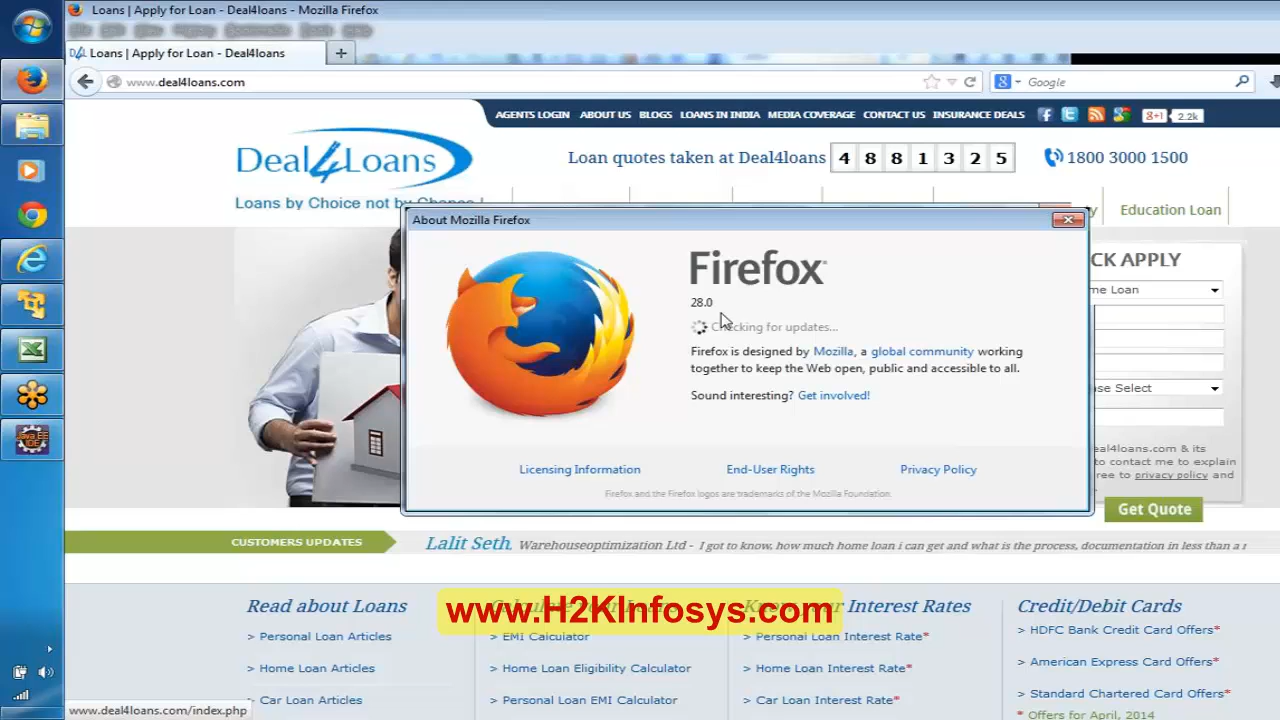 Loans | Apply for Loan - Deal4loans - Mozilla Firefox
Loans | Apply for Loan - Deal4loans
+
www.deal4loans.com
Google
AGENTS LOGIN ABOUT US BLOGS LOANS IN INDIA MEDIA COVERAGE CONTACT US INSURANCE DEALS
+1 2.2k
Deal4Loans
Loans by Choice not by Chance !
Loan quotes taken at Deal4loans 4 8 8 1 3 2 5
1800 3000 1500
y Education Loan
About Mozilla Firefox
Firefox
28.0
Checking for updates...
Firefox is designed by Mozilla, a global community working
together to keep the Web open, public and accessible to all.
Sound interesting? Get involved!
Licensing Information End-User Rights Privacy Policy
Firefox and the Firefox logos are trademarks of the Mozilla Foundation.
CK APPLY
me Loan
ase Select
eal4loans.com & its
to contact me to explain
ree to privacy policy and
Get Quote
CUSTOMERS UPDATES
Lalit Seth, Warehouseoptimization Ltd - I got to know, how much home loan i can get and what is the process, documentation in less than a
Read about Loans
> Personal Loan Articles
> Home Loan Articles
> Car Loan Articles
www.H2KInfosys.com
> EMI Calculator
> Home Loan Eligibility Calculator
> Personal Loan EMI Calculator
Interest Rates
> Personal Loan Interest Rate*
> Home Loan Interest Rate*
> Car Loan Interest Rate*
Credit/Debit Cards
> HDFC Bank Credit Card Offers*
> American Express Card Offers*
> Standard Chartered Card Offers*
* Offers for April, 2014
Java EE
IDE
www.deal4loans.com/index.php